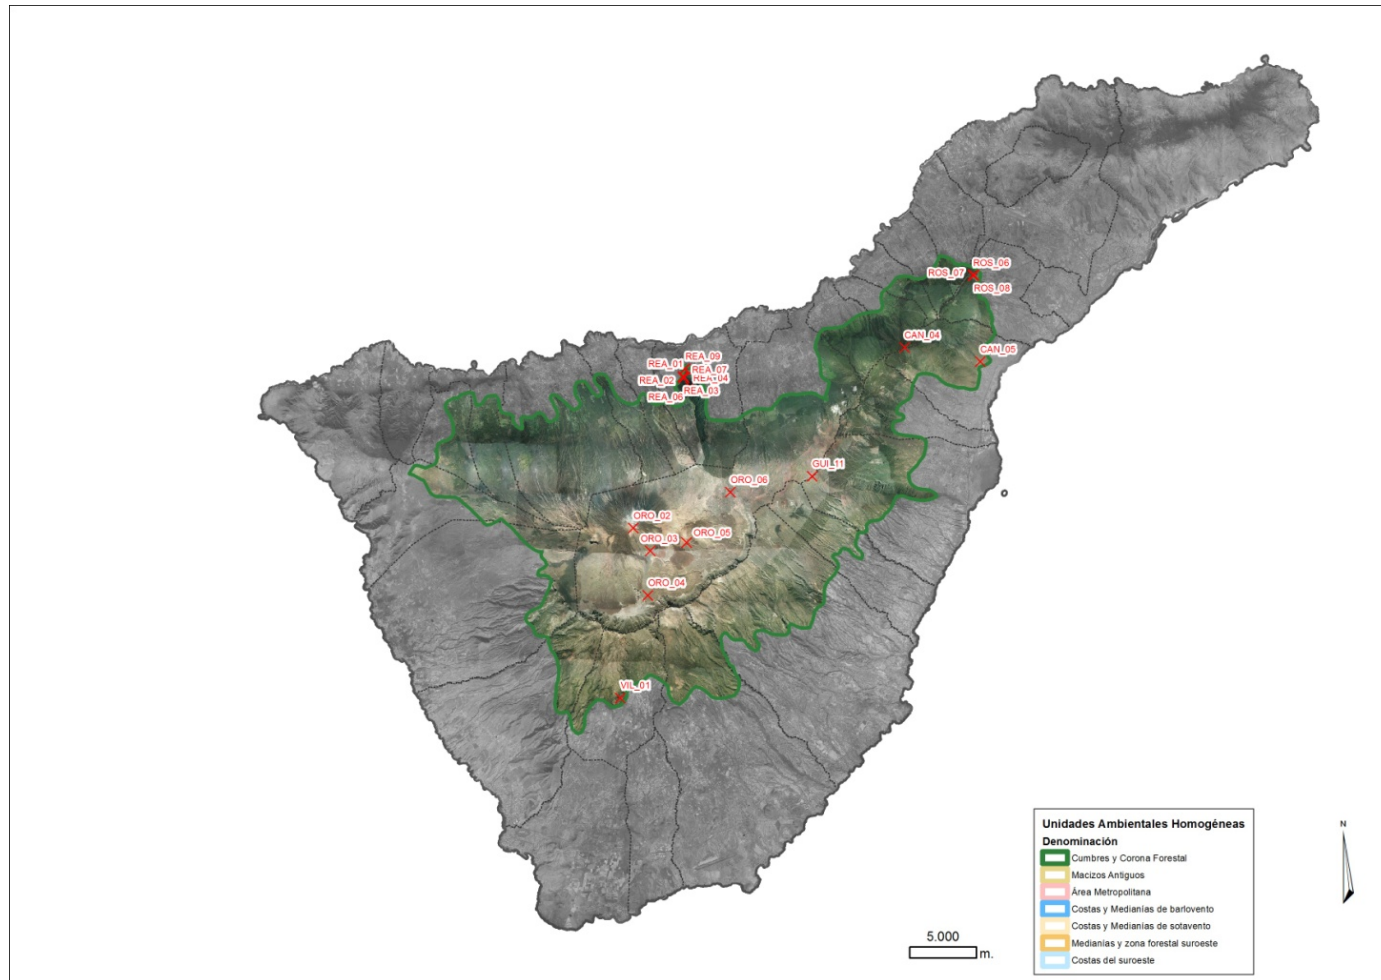 ROS_06
ROS_07
ROS_08
CAN_04
CAN_05
REA_09
REA_01
REA_07
REA_02
REA_04
REA_03
REA_06
GUI_11
ORO_06
ORO_02
ORO_03
ORO_05
ORO_04
VIL_01
Unidades Ambientales Homogéneas
Denominación
Cumbres y Corona Forestal
Macizos Antiguos
Área Metropolitana
Costas y Medianías de barlovento
Costas y Medianías de sotavento
Medianías y zona forestal suroeste
Costas del suroeste
N
5.000
m.